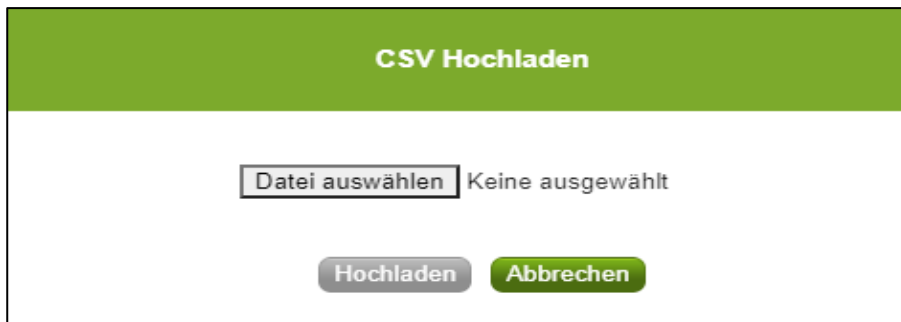 CSV Hochladen
Datei auswählen Keine ausgewählt
Hochladen Abbrechen